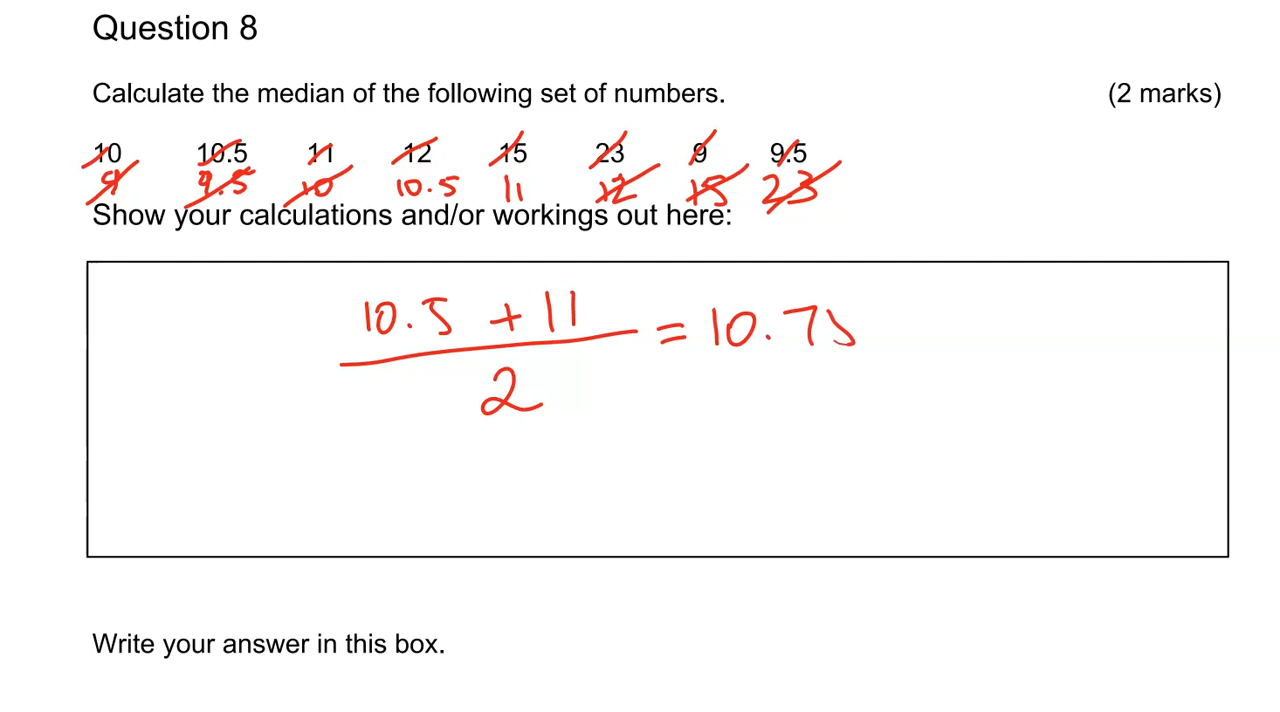 Question 8
Calculate the median of the following set of numbers. (2 marks)
10 10.5 11 12 15 23 9 9.5
9 9.5 10 10.5 11 12 15 23
Show your calculations and/or workings out here:
10.5 + 11
= 10.75
2
Write your answer in this box.